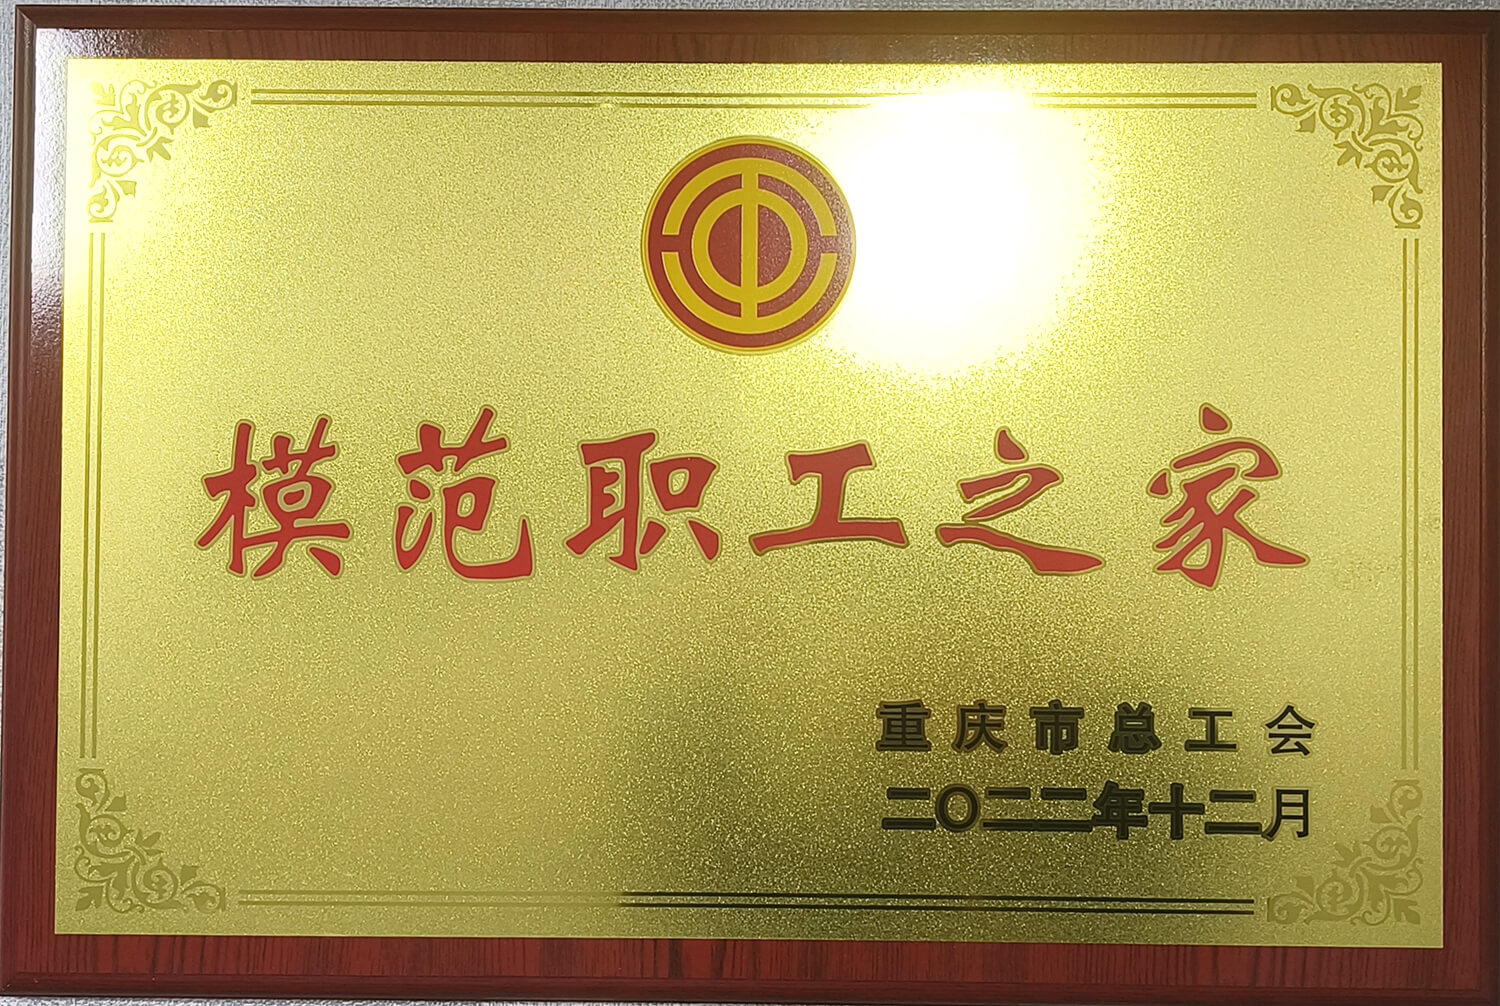 模范职工之家
重庆市总工会
二〇二二年十二月